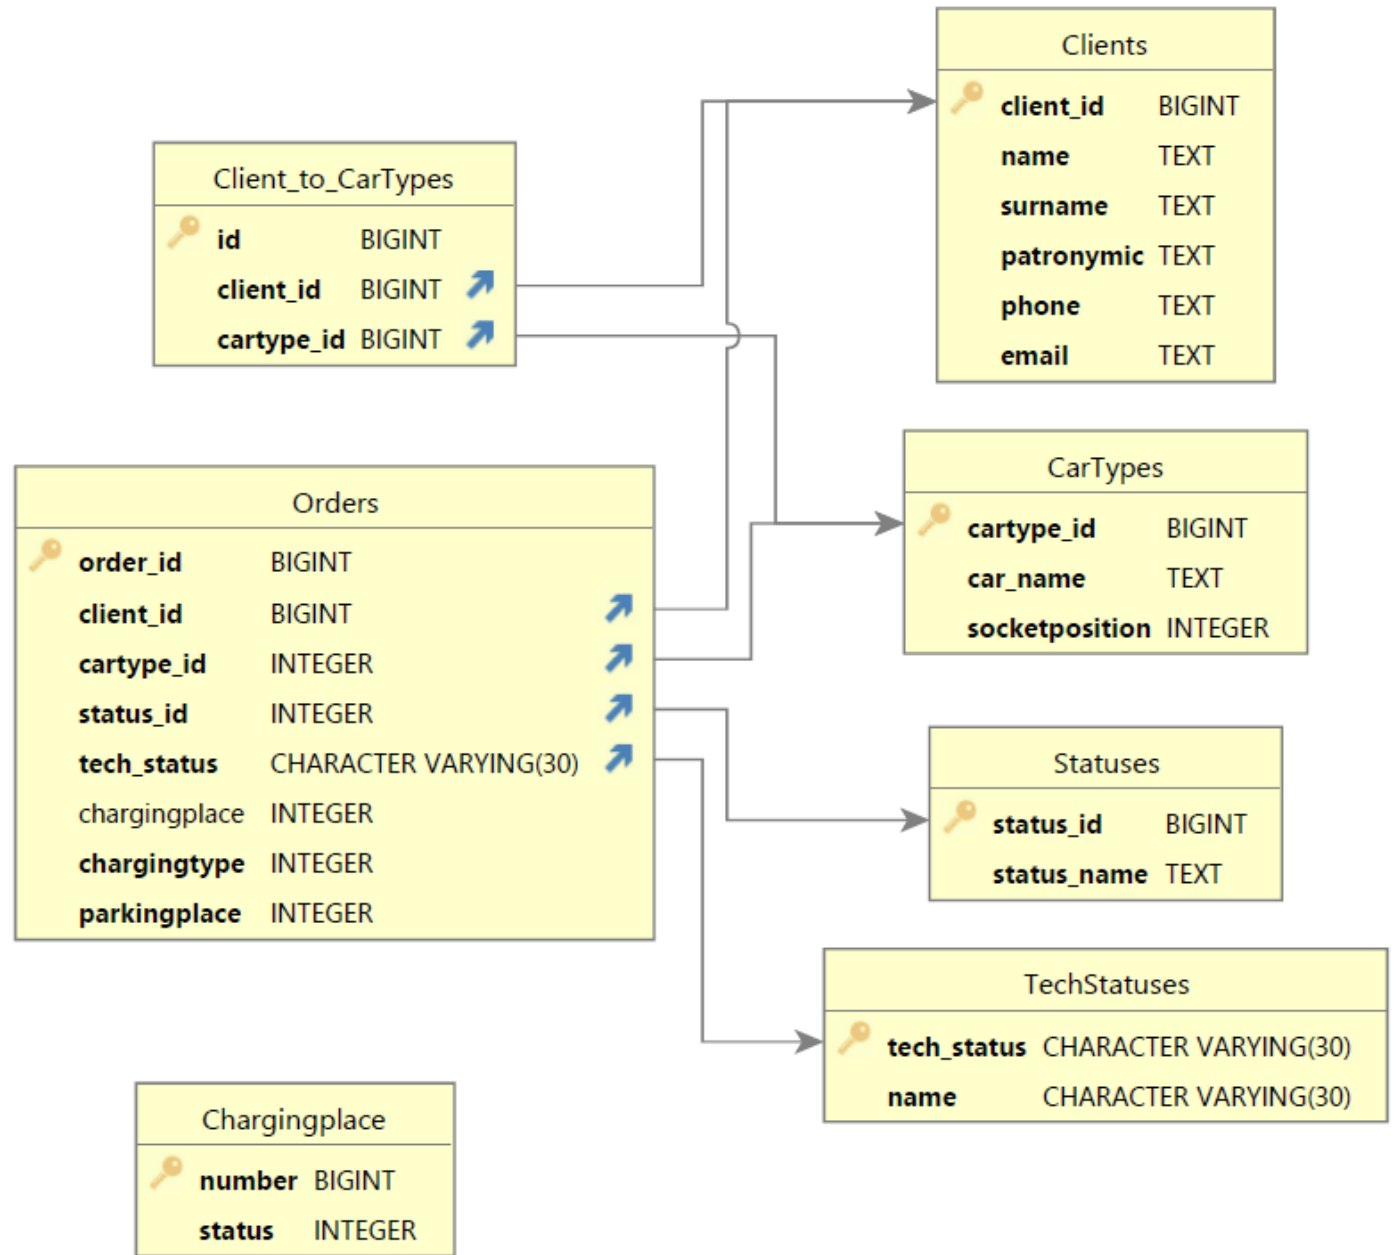 Clients
client_id BIGINT
name TEXT
surname TEXT
patronymic TEXT
phone TEXT
email TEXT
Client_to_CarTypes
id BIGINT
client_id BIGINT
cartype_id BIGINT
CarTypes
cartype_id BIGINT
car_name TEXT
socketposition INTEGER
Orders
order_id BIGINT
client_id BIGINT
cartype_id INTEGER
status_id INTEGER
tech_status CHARACTER VARYING(30)
chargingplace INTEGER
chargingtype INTEGER
parkingplace INTEGER
Statuses
status_id BIGINT
status_name TEXT
TechStatuses
tech_status CHARACTER VARYING(30)
name CHARACTER VARYING(30)
Chargingplace
number BIGINT
status INTEGER